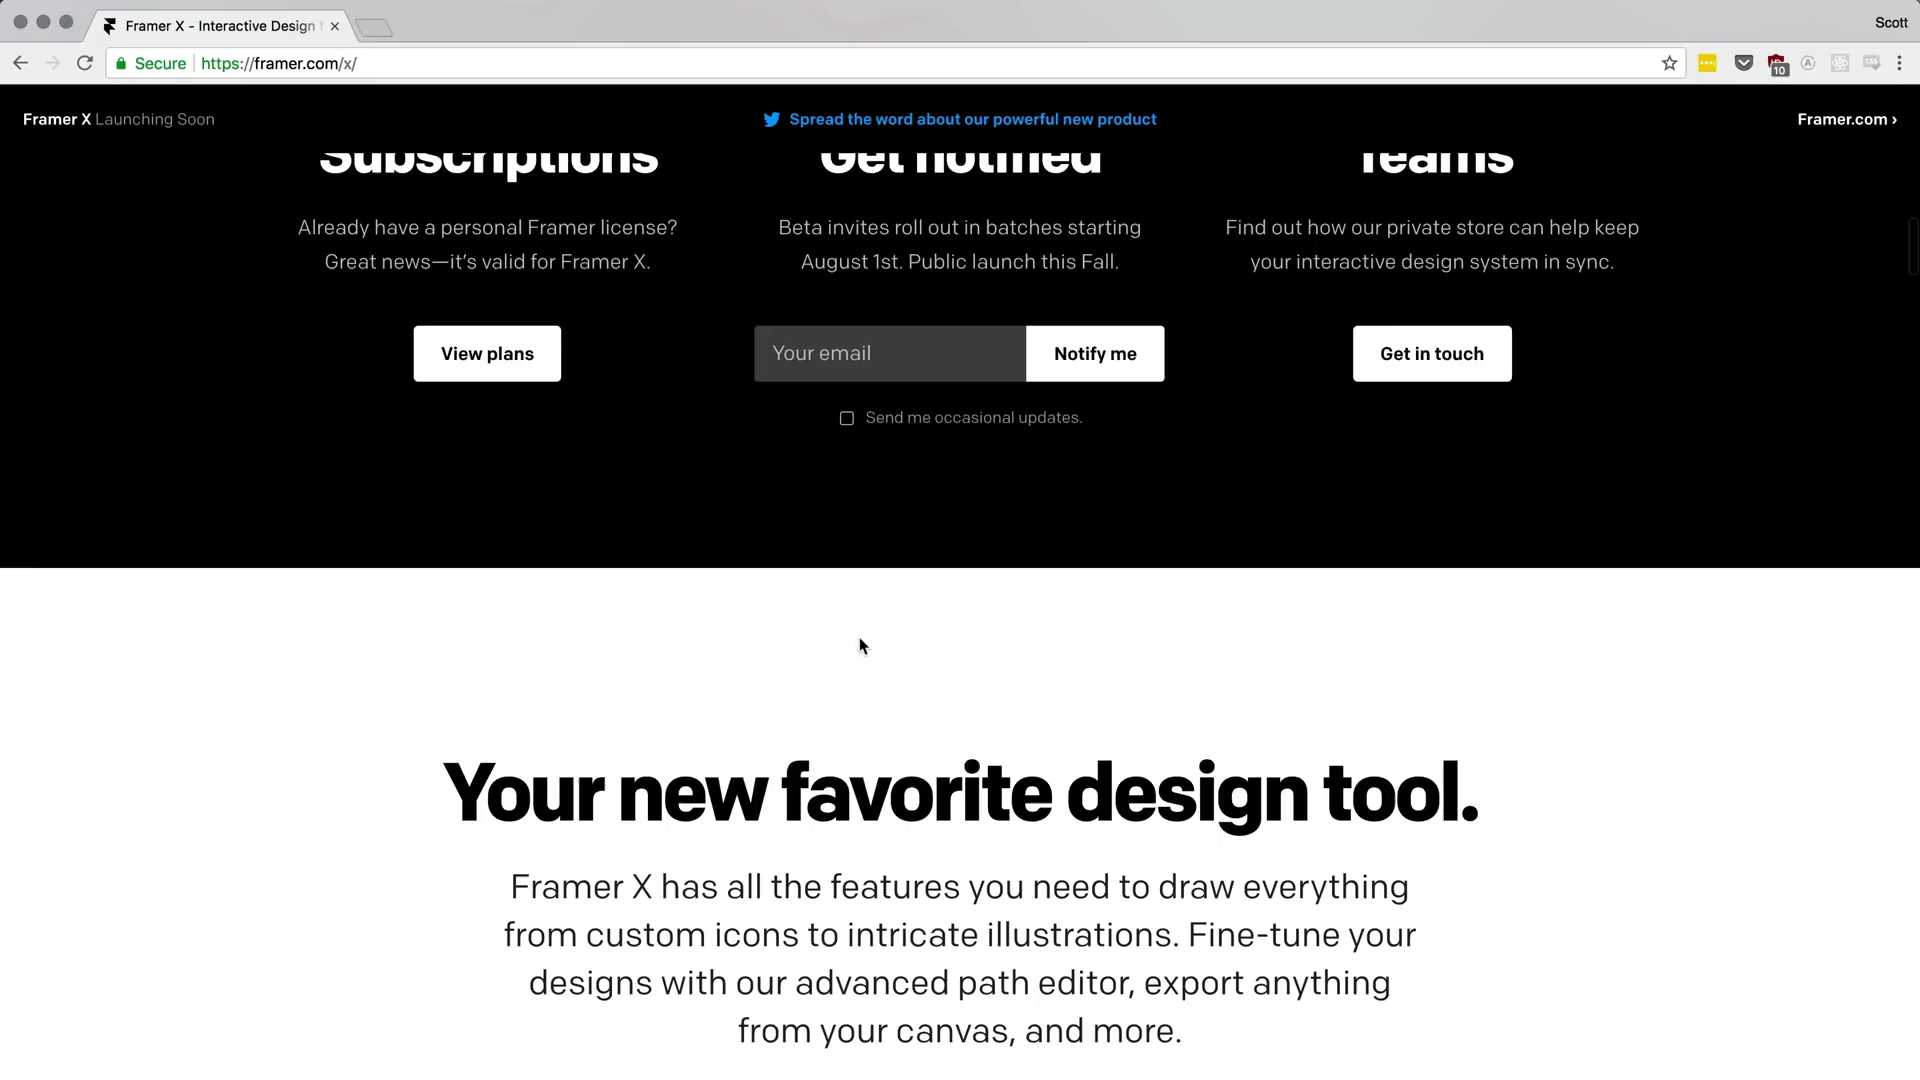 Framer X - Interactive Design
Scott
Secure
https://framer.com/x/
10
Framer X Launching Soon
Spread the word about our powerful new product
Framer.com ›
Subscriptions
Get notified
Teams
Already have a personal Framer license?
Great news—it's valid for Framer X.
Beta invites roll out in batches starting
August 1st. Public launch this Fall.
Find out how our private store can help keep
your interactive design system in sync.
View plans
Your email
Notify me
Get in touch
Send me occasional updates.
Your new favorite design tool.
Framer X has all the features you need to draw everything
from custom icons to intricate illustrations. Fine-tune your
designs with our advanced path editor, export anything
from your canvas, and more.